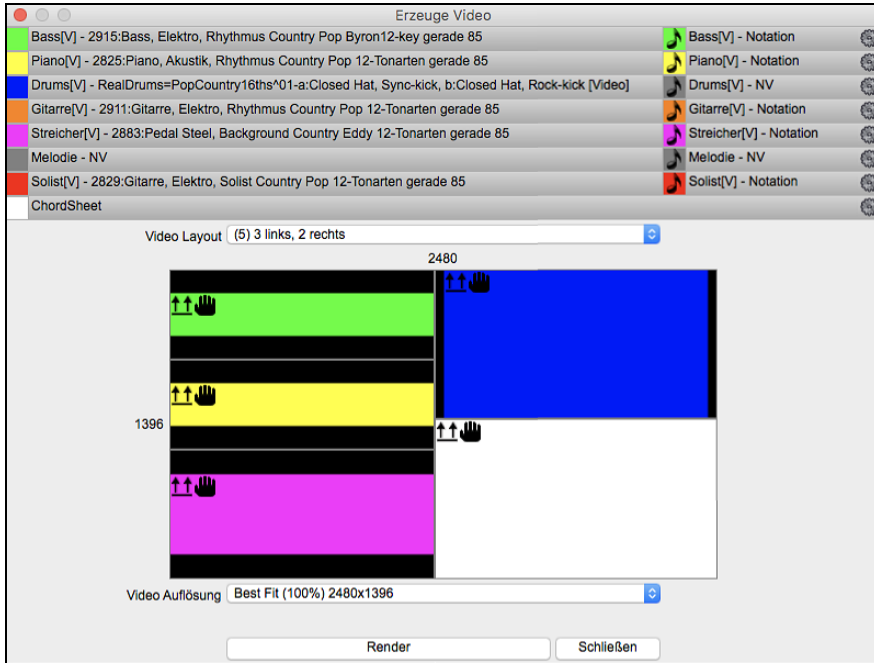 Erzeuge Video
Bass[V] - 2915:Bass, Elektro, Rhythmus Country Pop Byron12-key gerade 85 Bass[V] - Notation
Piano[V] - 2825:Piano, Akustik, Rhythmus Country Pop 12-Tonarten gerade 85 Piano[V] - Notation
Drums[V] - RealDrums=PopCountry16ths^01-a:Closed Hat, Sync-kick, b:Closed Hat, Rock-kick [Video] Drums[V] - NV
Gitarre[V] - 2911:Gitarre, Elektro, Rhythmus Country Pop 12-Tonarten gerade 85 Gitarre[V] - Notation
Streicher[V] - 2883:Pedal Steel, Background Country Eddy 12-Tonarten gerade 85 Streicher[V] - Notation
Melodie - NV Melodie - NV
Solist[V] - 2829:Gitarre, Elektro, Solist Country Pop 12-Tonarten gerade 85 Solist[V] - Notation
ChordSheet
Video Layout (5) 3 links, 2 rechts
2480
1396
Video Auflösung Best Fit (100%) 2480x1396
Render Schließen